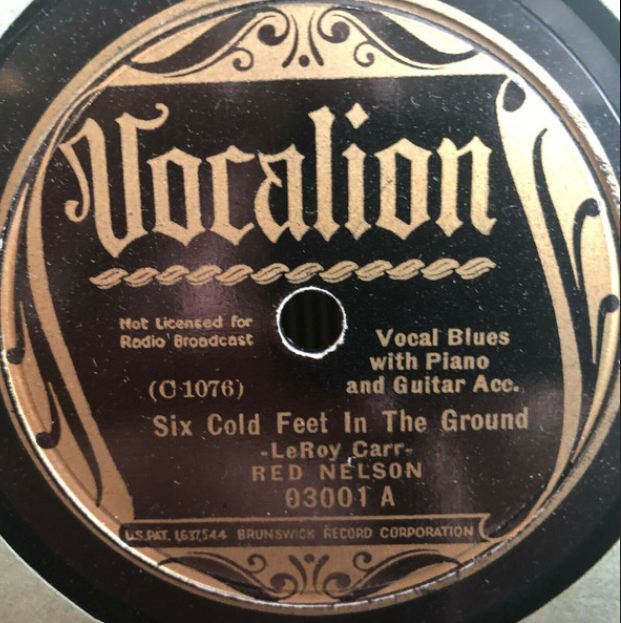 Vocalion
Not Licensed for
Radio Broadcast
Vocal Blues
with Piano
and Guitar Acc.
(C-1076)
Six Cold Feet In The Ground
-LeRoy Carr-
RED NELSON
03001 A
U.S. PAT. 1,637,544 BRUNSWICK RECORD CORPORATION